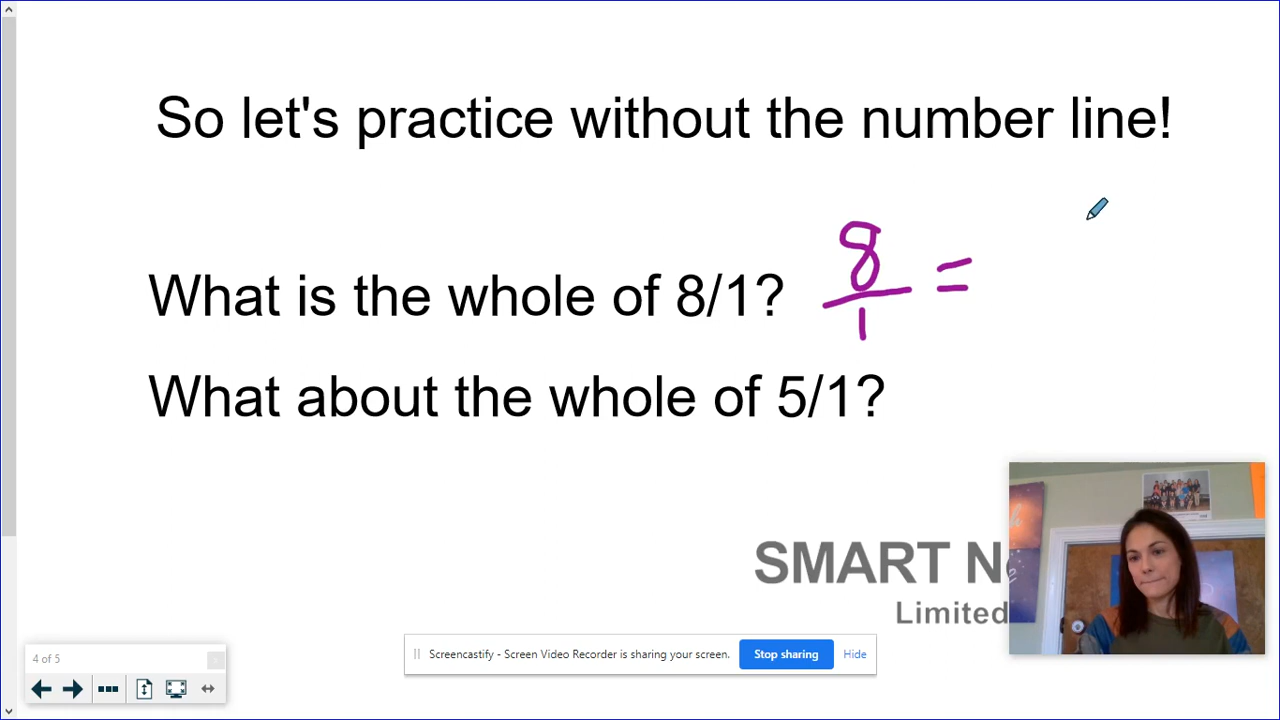 So let's practice without the number line!
What is the whole of 8/1?
8
1
=
What about the whole of 5/1?
SMART N
Limited
4 of 5
Screencastify - Screen Video Recorder is sharing your screen.
Stop sharing
Hide